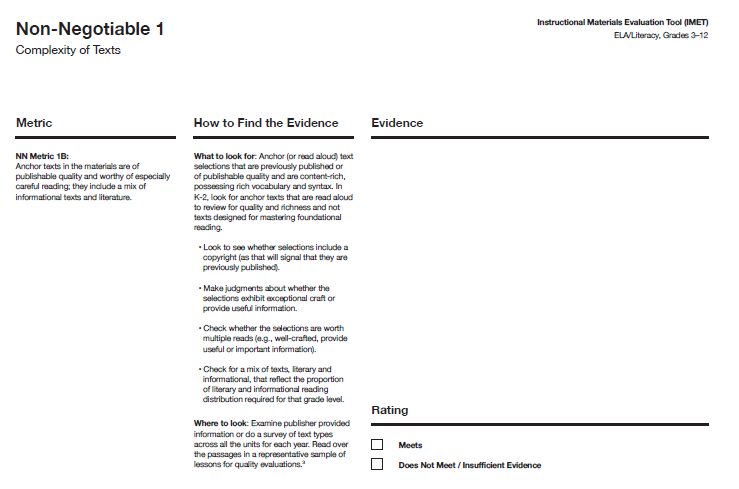 Non-Negotiable 1
Complexity of Texts
Instructional Materials Evaluation Tool (IMET)
ELA/Literacy, Grades 3–12
Metric
NN Metric 1B:
Anchor texts in the materials are of
publishable quality and worthy of especially
careful reading; they include a mix of
informational texts and literature.
How to Find the Evidence
What to look for: Anchor (or read aloud) text
selections that are previously published or
of publishable quality and are content-rich,
possessing rich vocabulary and syntax. In
K-2, look for anchor texts that are read aloud
to review for quality and richness and not
texts designed for mastering foundational
reading.
• Look to see whether selections include a
copyright (as that will signal that they are
previously published).
• Make judgments about whether the
selections exhibit exceptional craft or
provide useful information.
• Check whether the selections are worth
multiple reads (e.g., well-crafted, provide
useful or important information).
• Check for a mix of texts, literary and
informational, that reflect the proportion
of literary and informational reading
distribution required for that grade level.
Where to look: Examine publisher provided
information or do a survey of text types
across all the units for each year. Read over
the passages in a representative sample of
lessons for quality evaluations.³
Evidence
Rating
Meets
Does Not Meet / Insufficient Evidence